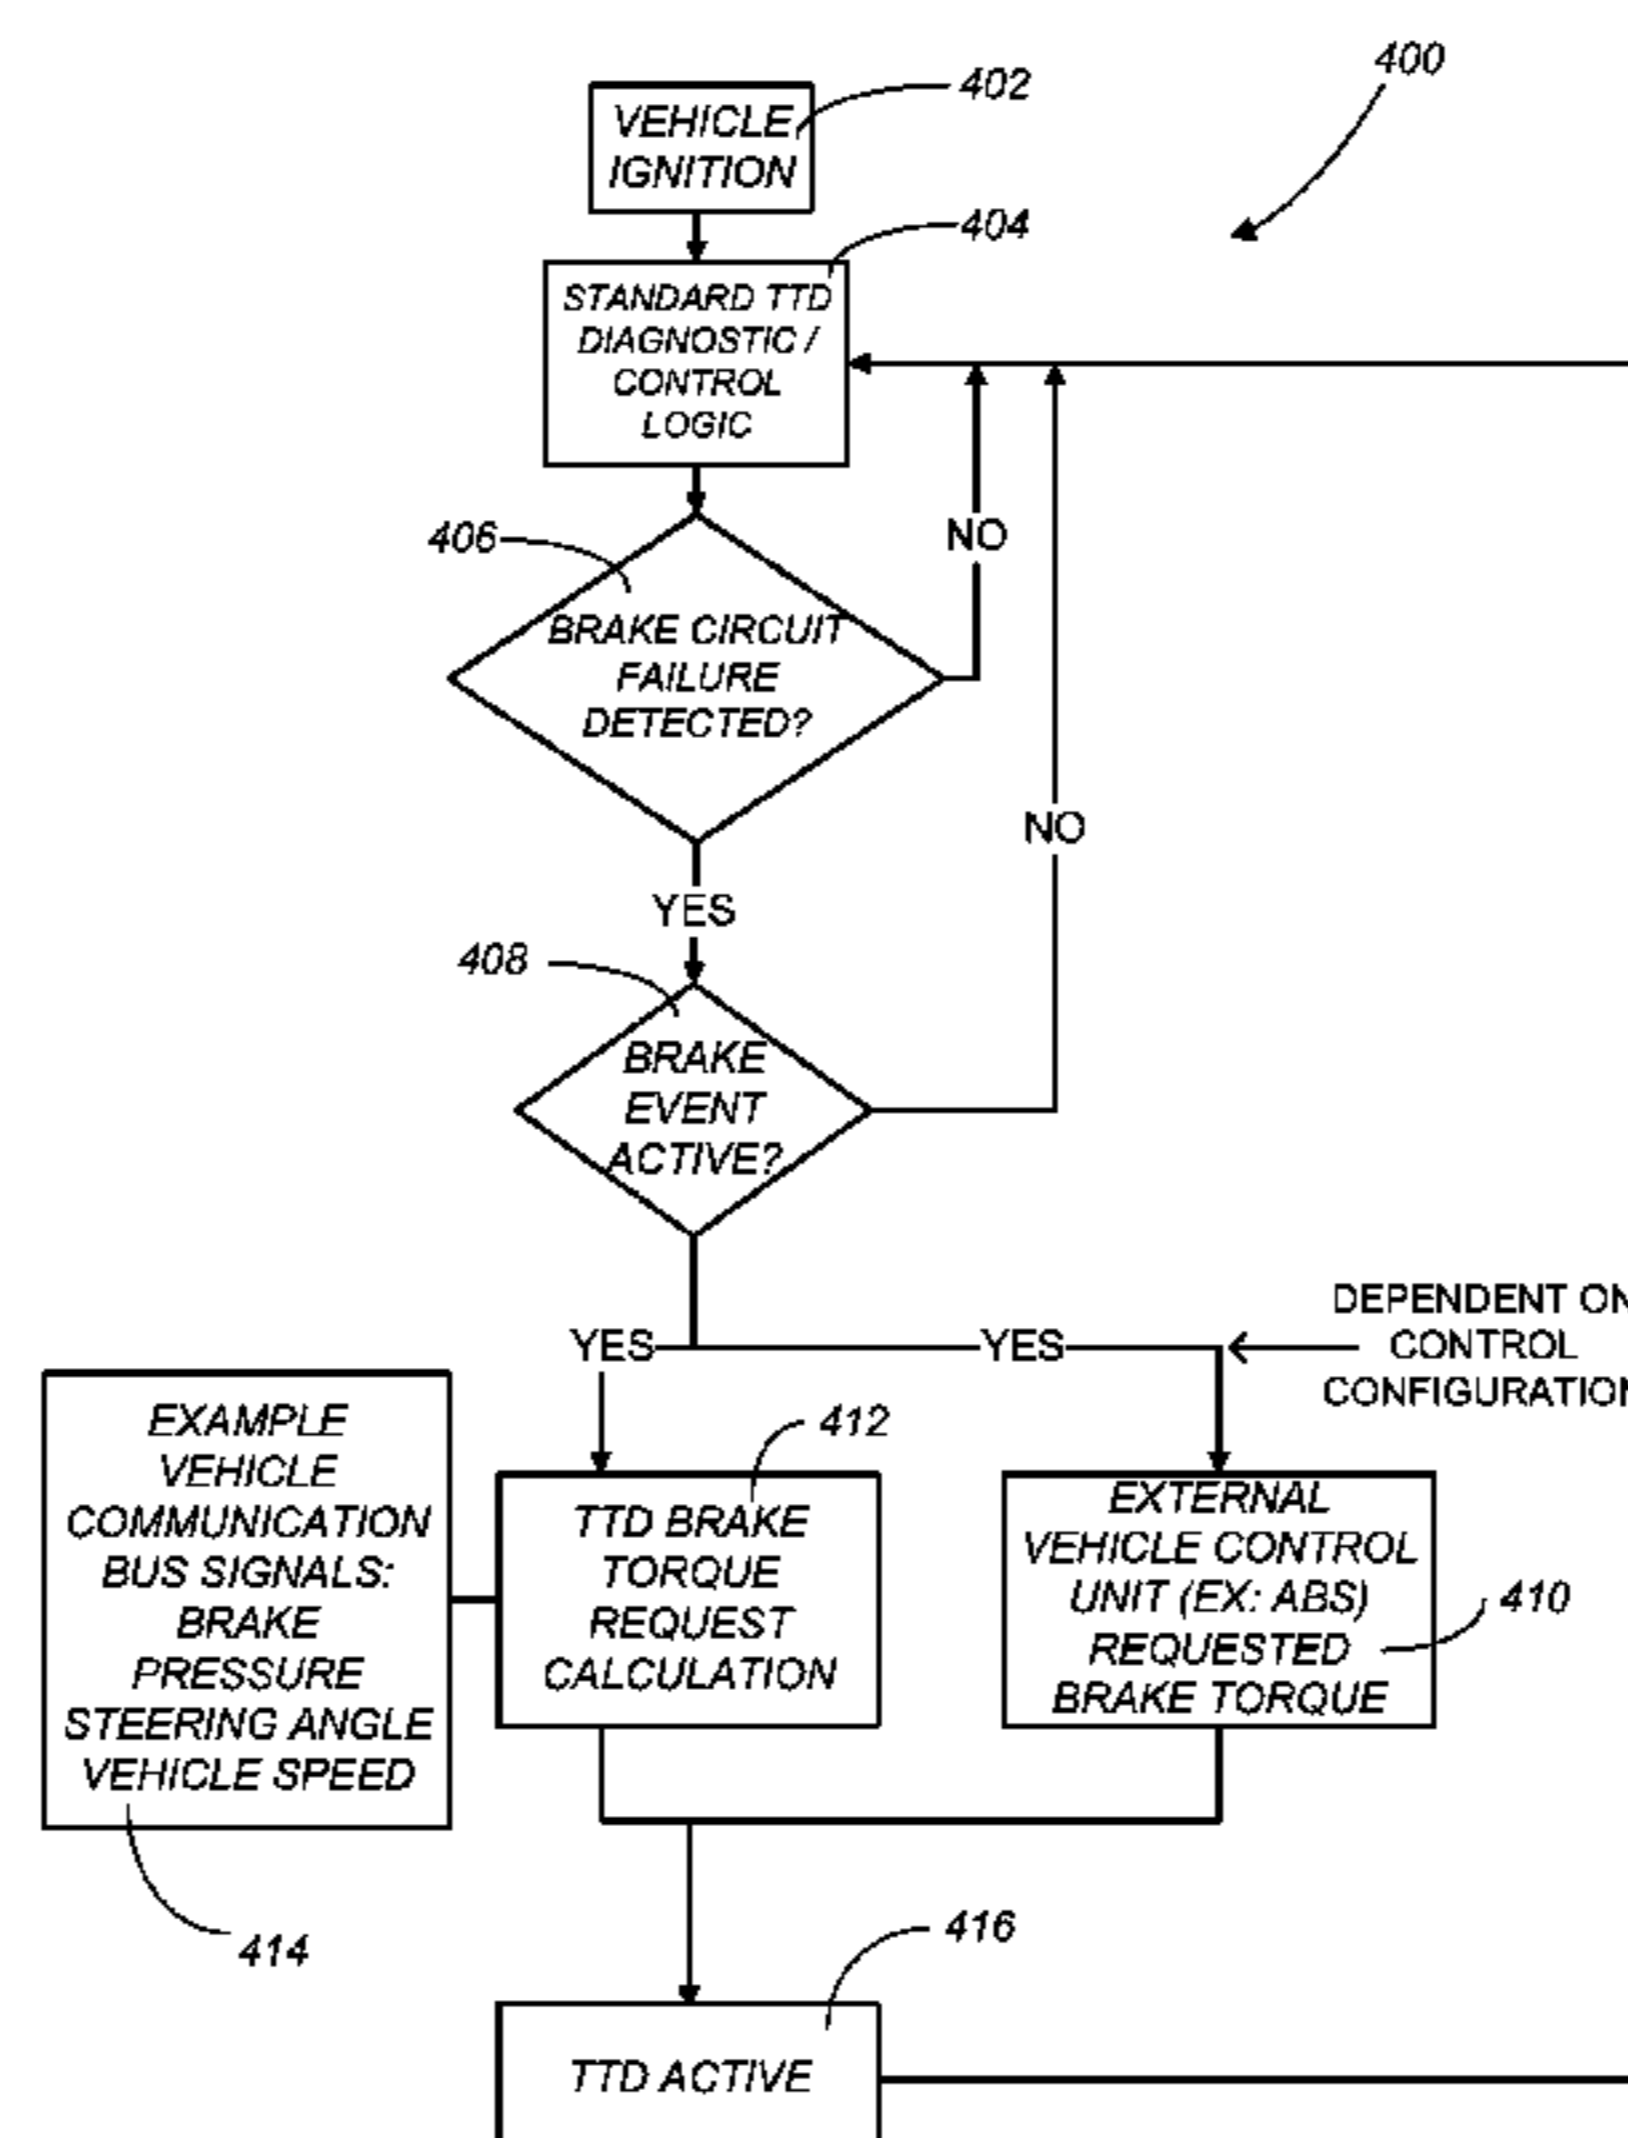 400
402
VEHICLE
IGNITION
404
STANDARD TTD
DIAGNOSTIC /
CONTROL
LOGIC
NO
406
BRAKE CIRCUIT
FAILURE
DETECTED?
NO
YES
408
BRAKE
EVENT
ACTIVE?
YES
YES
DEPENDENT ON
CONTROL
CONFIGURATION
EXAMPLE
VEHICLE
COMMUNICATION
BUS SIGNALS:
BRAKE
PRESSURE
STEERING ANGLE
VEHICLE SPEED
414
412
TTD BRAKE
TORQUE
REQUEST
CALCULATION
EXTERNAL
VEHICLE CONTROL
UNIT (EX: ABS)
REQUESTED
BRAKE TORQUE
410
416
TTD ACTIVE